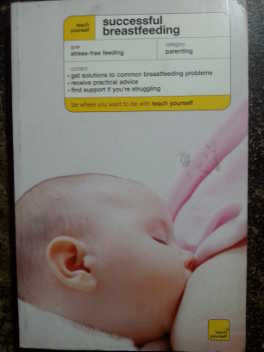 teach
yourself
successful
breastfeeding
aim
stress-free feeding
category
parenting
content
• get solutions to common breastfeeding problems
• receive practical advice
• find support if you're struggling
be where you want to be with teach yourself
teach
yourself